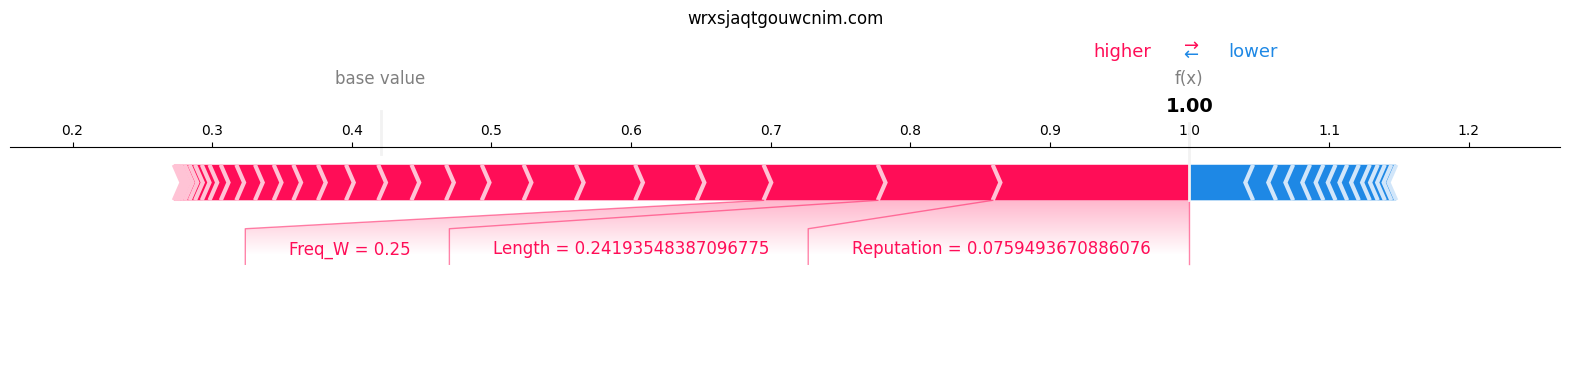 wrxsjaqtgouwcnim.com
higher ⇄ lower
base value f(x)
1.00
0.2 0.3 0.4 0.5 0.6 0.7 0.8 0.9 1.0 1.1 1.2
Freq_W = 0.25 Length = 0.24193548387096775 Reputation = 0.0759493670886076